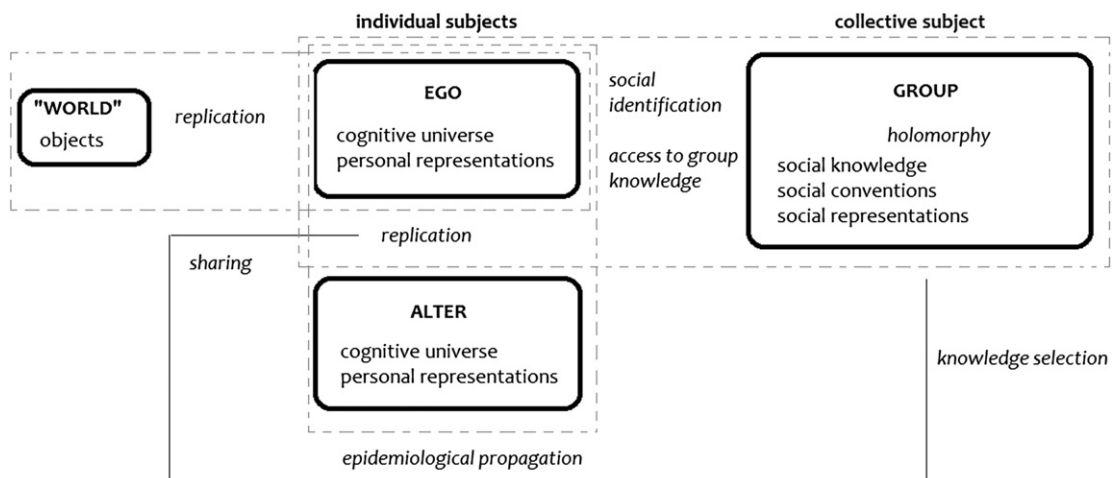 individual subjects
collective subject
"WORLD"
objects
replication
EGO
cognitive universe
personal representations
social
identification
access to group
knowledge
GROUP
holomorphy
social knowledge
social conventions
social representations
replication
sharing
ALTER
cognitive universe
personal representations
knowledge selection
epidemiological propagation